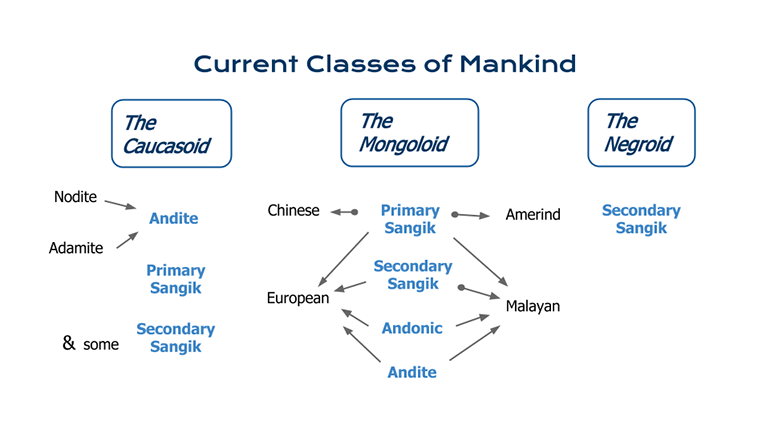 Current Classes of Mankind
The
Caucasoid
The
Mongoloid
The
Negroid
Nodite
Andite
Adamite
Primary
Sangik
& some
Secondary
Sangik
Chinese
Primary
Sangik
Amerind
Secondary
Sangik
European
Malayan
Andonic
Andite
Secondary
Sangik